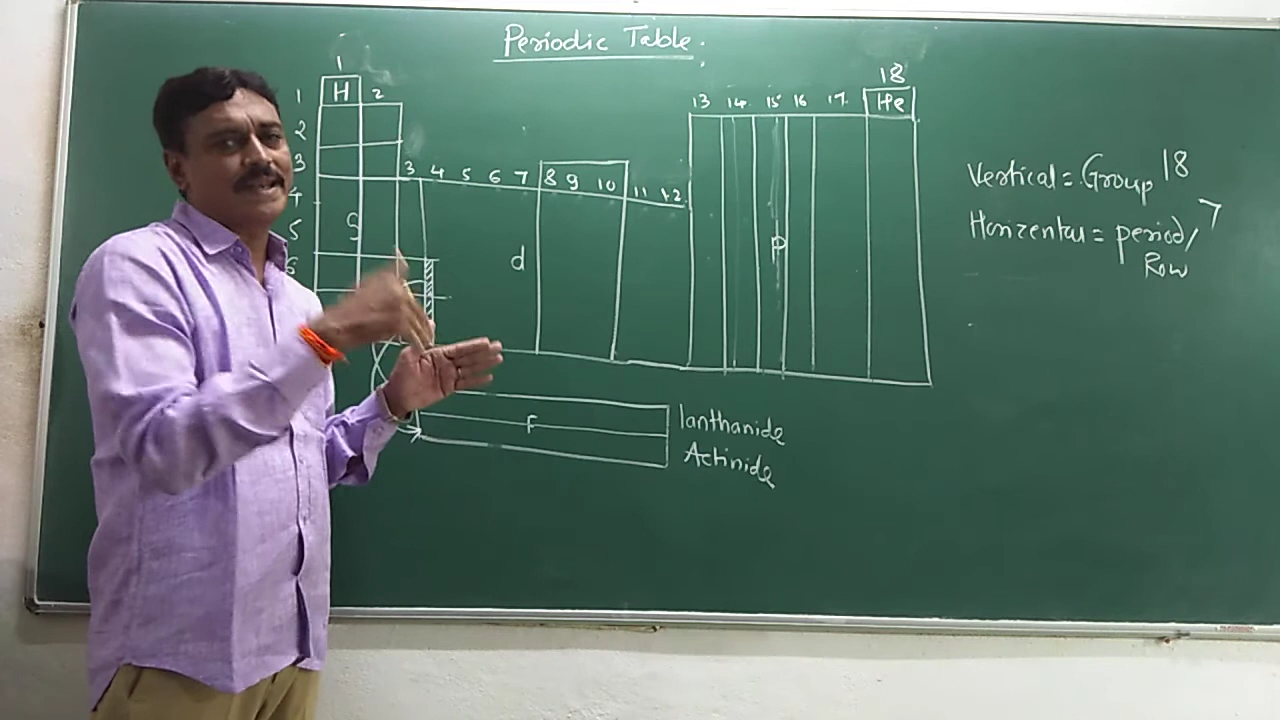 Periodic Table.
1
18
1 H 2
13 14 15 16 17 He
2
3
3 4 5 6 7 8 9 10 11 12
4
5
6
S
d
p
Vertical = Group 18
Horizental = period/ 7
Row
F
lanthanide
Actinide